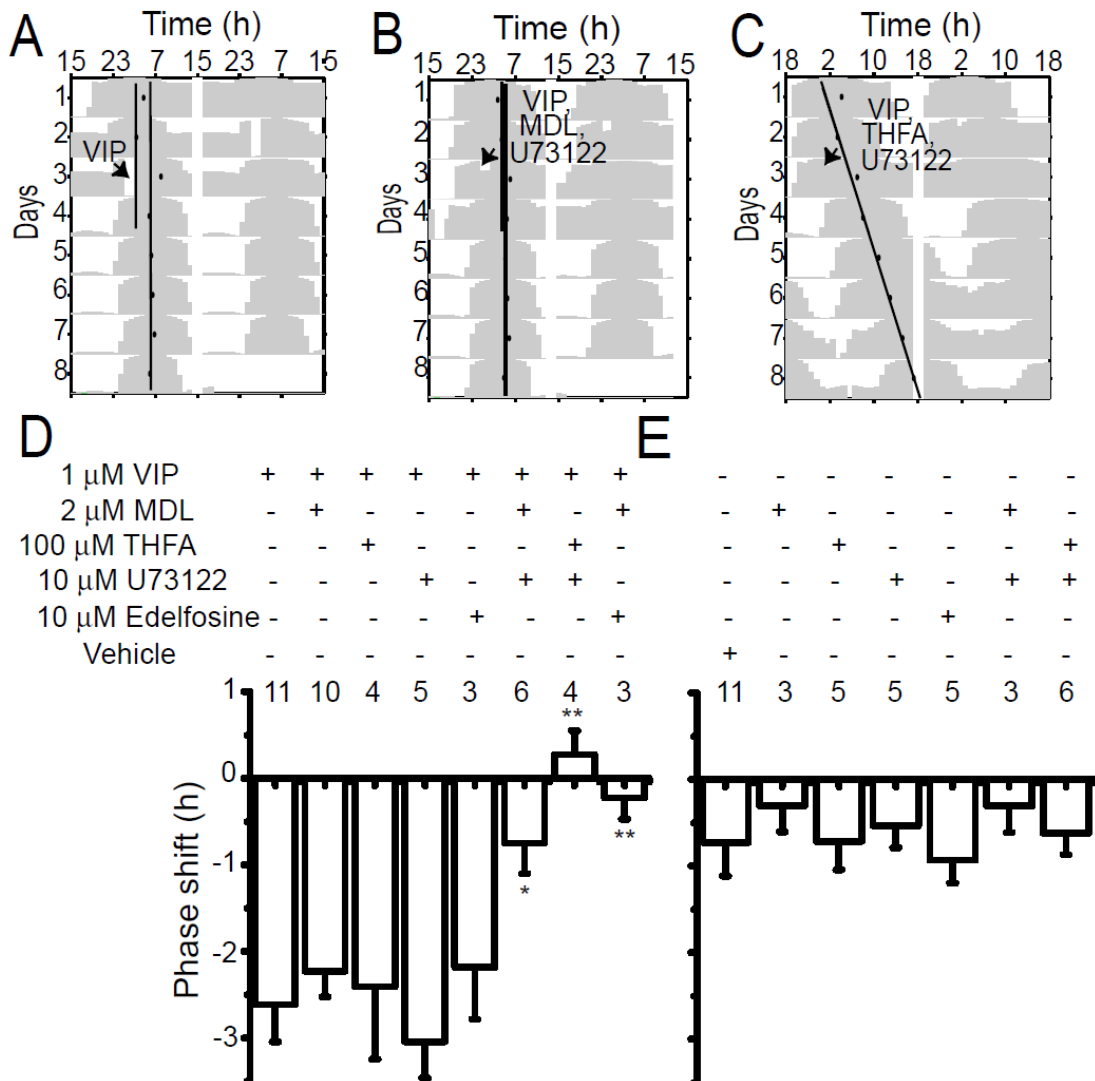 A
Time (h)
15 23 7 15 23 7 15
Days
1
2
3
4
5
6
7
8
VIP
B
Time (h)
15 23 7 15 23 7 15
Days
1
2
3
4
5
6
7
8
VIP,
MDL,
U73122
C
Time (h)
18 2 10 18 2 10 18
Days
1
2
3
4
5
6
7
8
VIP,
THFA,
U73122
D
1 μM VIP + + + + + + + +
2 μM MDL - + - - - + - +
100 μM THFA - - + - - - + -
10 μM U73122 - - - + - + + -
10 μM Edelfosine - - - - + - - +
Vehicle - - - - - - - -
11 10 4 5 3 6 4 3
Phase shift (h)
1
0
-1
-2
-3
*
**
**
E
- - - - - - -
- + - - - + -
- - + - - - +
- - - + - + +
- - - - + - -
+ - - - - - -
11 3 5 5 5 3 6